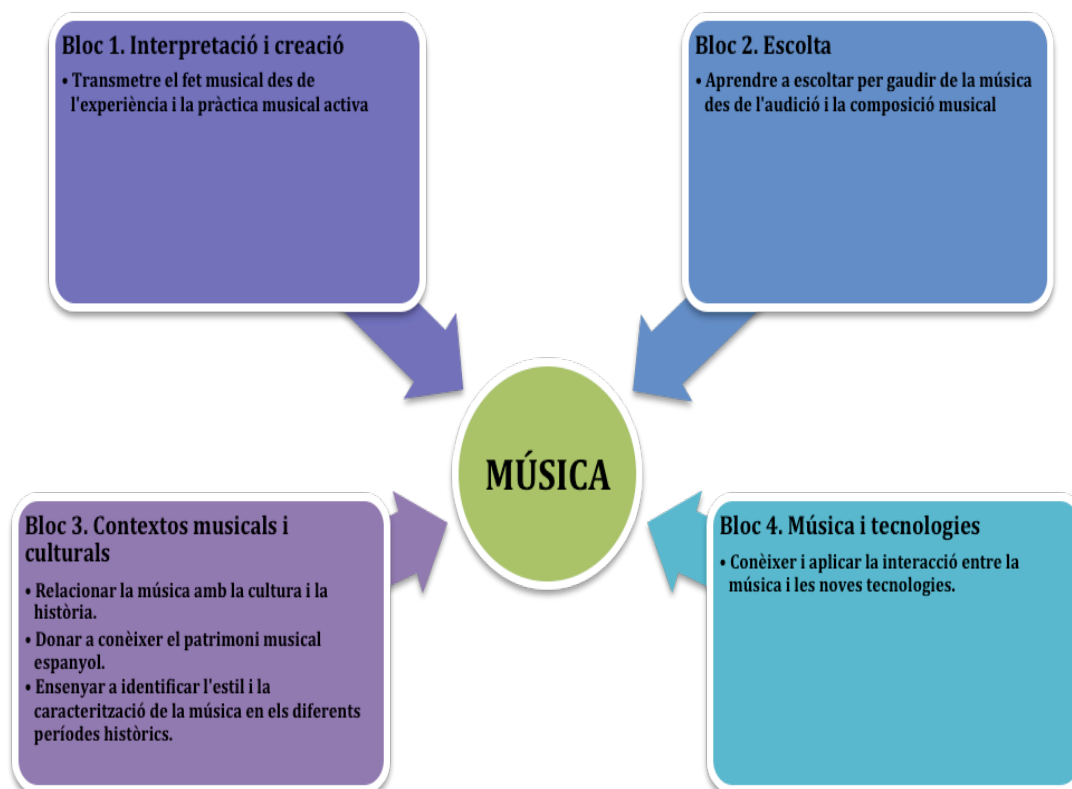 Bloc 1. Interpretació i creació
• Transmetre el fet musical des de
l'experiència i la pràctica musical activa
Bloc 2. Escolta
• Aprendre a escoltar per gaudir de la música
des de l'audició i la composició musical
MÚSICA
Bloc 3. Contextos musicals i
culturals
• Relacionar la música amb la cultura i la
història.
• Donar a conèixer el patrimoni musical
espanyol.
• Ensenyar a identificar l'estil i la
caracterització de la música en els diferents
períodes històrics.
Bloc 4. Música i tecnologies
• Conèixer i aplicar la interacció entre la
música i les noves tecnologies.